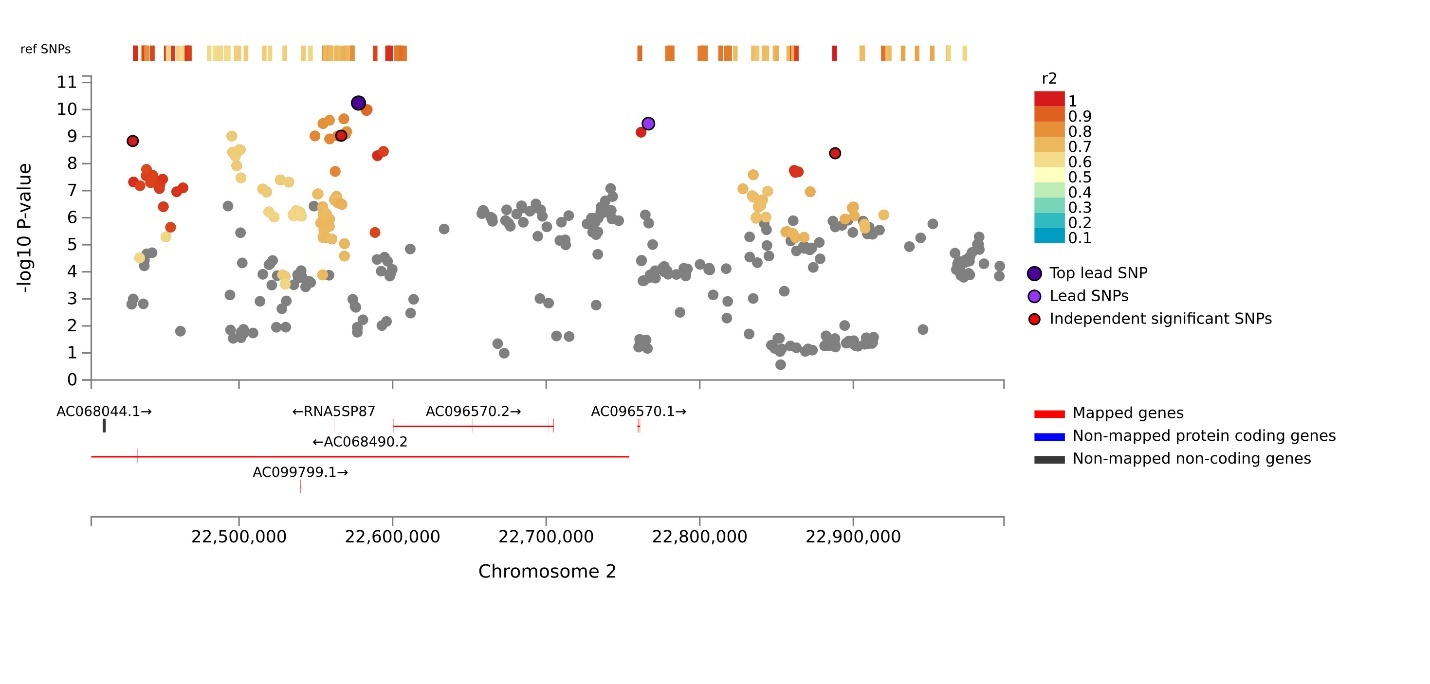 ref SNPs
r2
11
10
9
8
7
6
5
4
3
2
1
0
-log10 P-value
1
0.9
0.8
0.7
0.6
0.5
0.4
0.3
0.2
0.1
Top lead SNP
Lead SNPs
Independent significant SNPs
AC068044.1→ ←RNA5SP87 AC096570.2→ AC096570.1→
←AC068490.2
AC099799.1→
Mapped genes
Non-mapped protein coding genes
Non-mapped non-coding genes
22,500,000 22,600,000 22,700,000 22,800,000 22,900,000
Chromosome 2